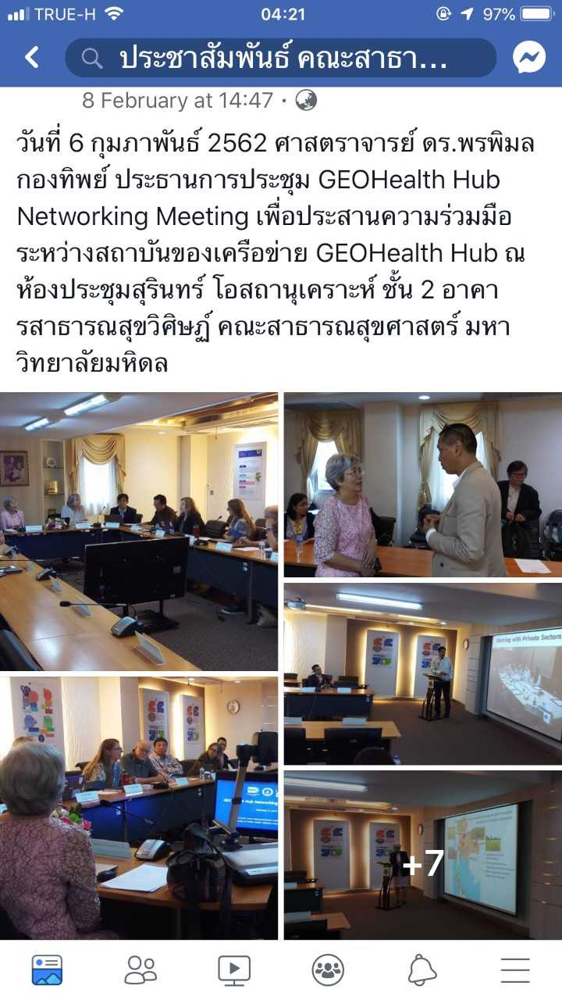 TRUE-H 04:21 97%
ประชาสัมพันธ์ คณะสาธา...
8 February at 14:47 ·
วันที่ 6 กุมภาพันธ์ 2562 ศาสตราจารย์ ดร.พรพิมล
กองทิพย์ ประธานการประชุม GEOHealth Hub
Networking Meeting เพื่อประสานความร่วมมือ
ระหว่างสถาบันของเครือข่าย GEOHealth Hub ณ
ห้องประชุมสุรินทร์ โอสถานุเคราะห์ ชั้น 2 อาคา
รสาธารณสุขวิศิษฏ์ คณะสาธารณสุขศาสตร์ มหา
วิทยาลัยมหิดล
Working with Private Sectors
Hub Networking
+7